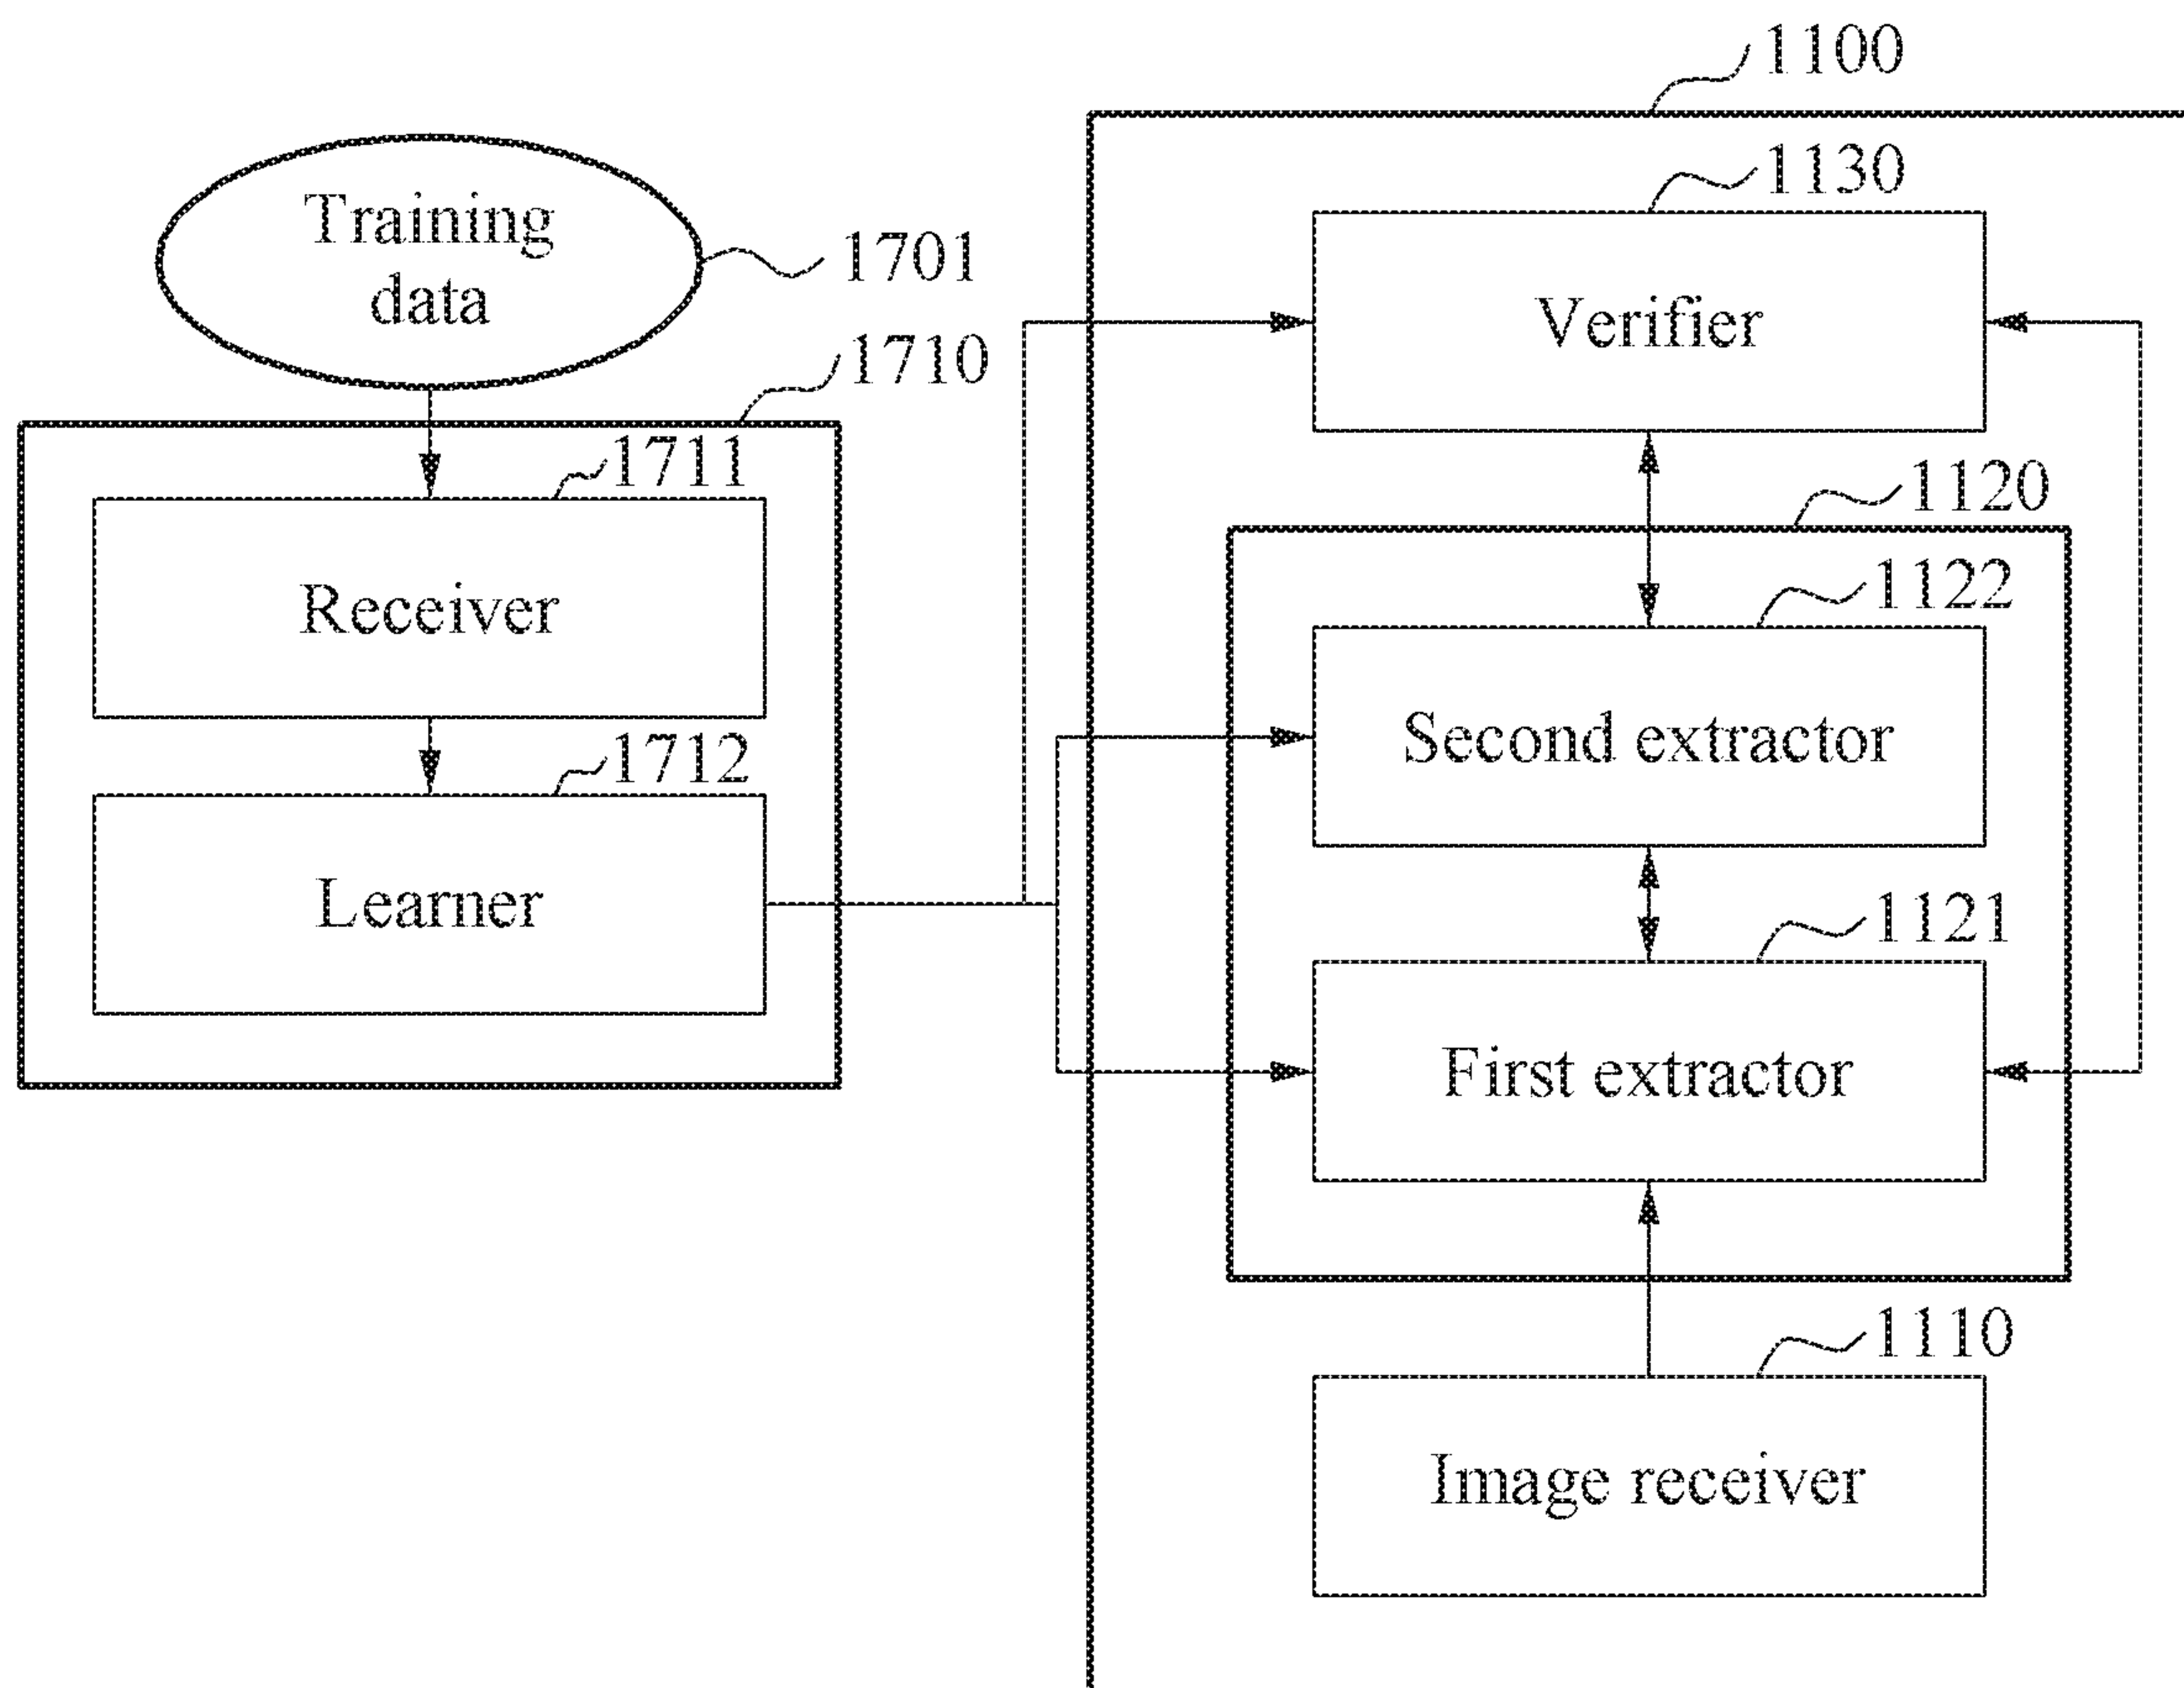 1100
1130
Training
data
1701
Verifier
1710
1711
1120
1122
Receiver
Second extractor
1712
Learner
1121
First extractor
1110
Image receiver